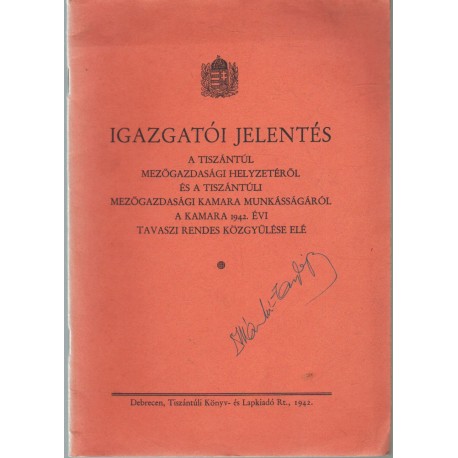 IGAZGATÓI JELENTÉS
A TISZÁNTÚL
MEZŐGAZDASÁGI HELYZETÉRŐL
ÉS A TISZÁNTÚLI
MEZŐGAZDASÁGI KAMARA MUNKÁSSÁGÁRÓL
A KAMARA 1942. ÉVI
TAVASZI RENDES KÖZGYŰLÉSE ELÉ
Debrecen, Tiszántúli Könyv- és Lapkiadó Rt., 1942.